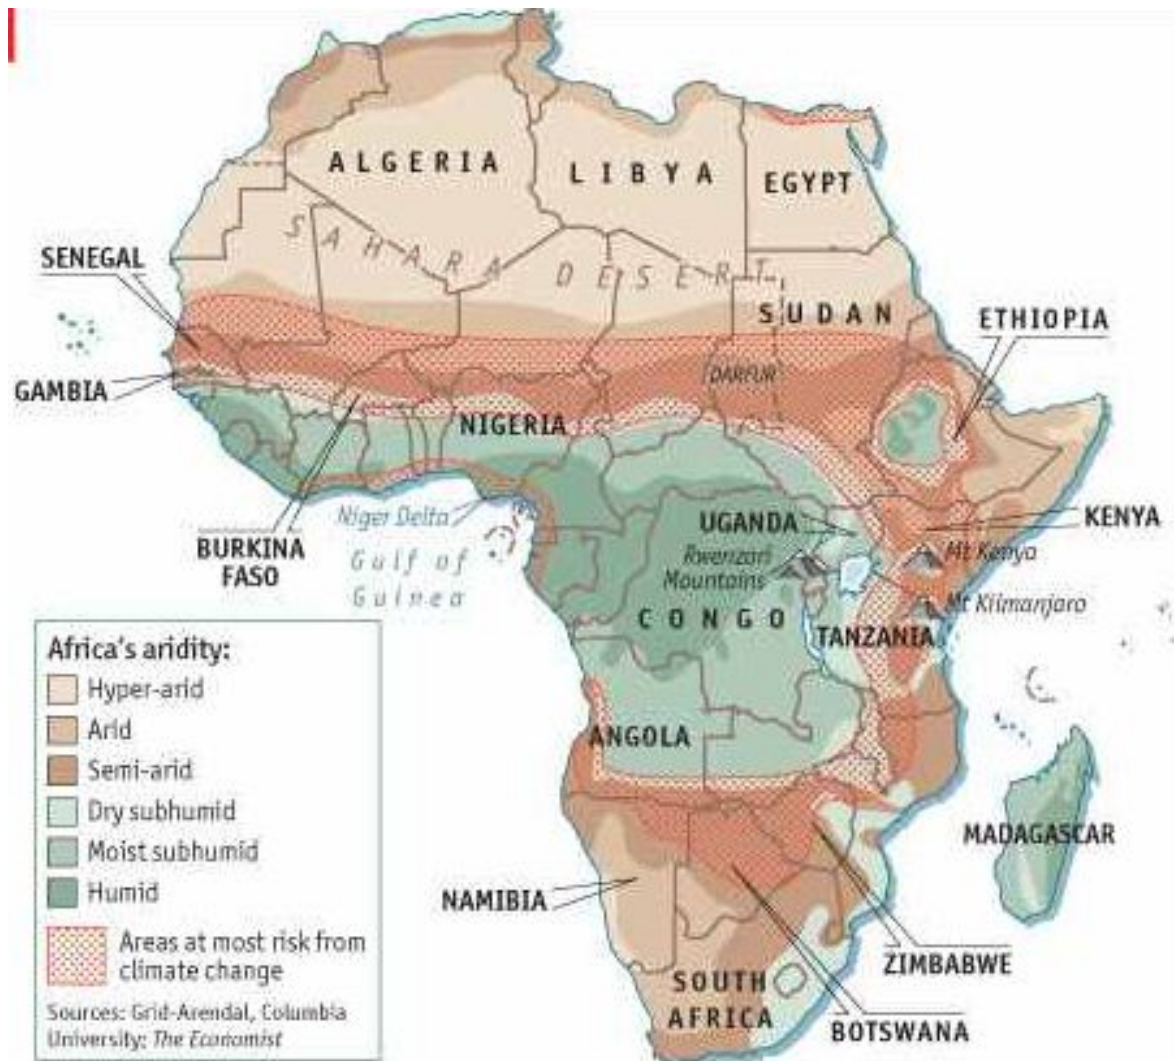 ALGERIA
LIBYA
EGYPT
SAHARA DESERT
SENEGAL
SUDAN
ETHIOPIA
DARFUR
GAMBIA
NIGERIA
Niger Delta
UGANDA
KENYA
BURKINA
FASO
Gulf of
Guinea
Rwenzori
Mountains
Mt Kenya
CONGO
Mt Kilmanjaro
TANZANIA
ANGOLA
MADAGASCAR
NAMIBIA
ZIMBABWE
SOUTH
AFRICA
BOTSWANA
Africa's aridity:
Hyper-arid
Arid
Semi-arid
Dry subhumid
Moist subhumid
Humid
Areas at most risk from
climate change
Sources: Grid-Arendal, Columbia
University; The Economist